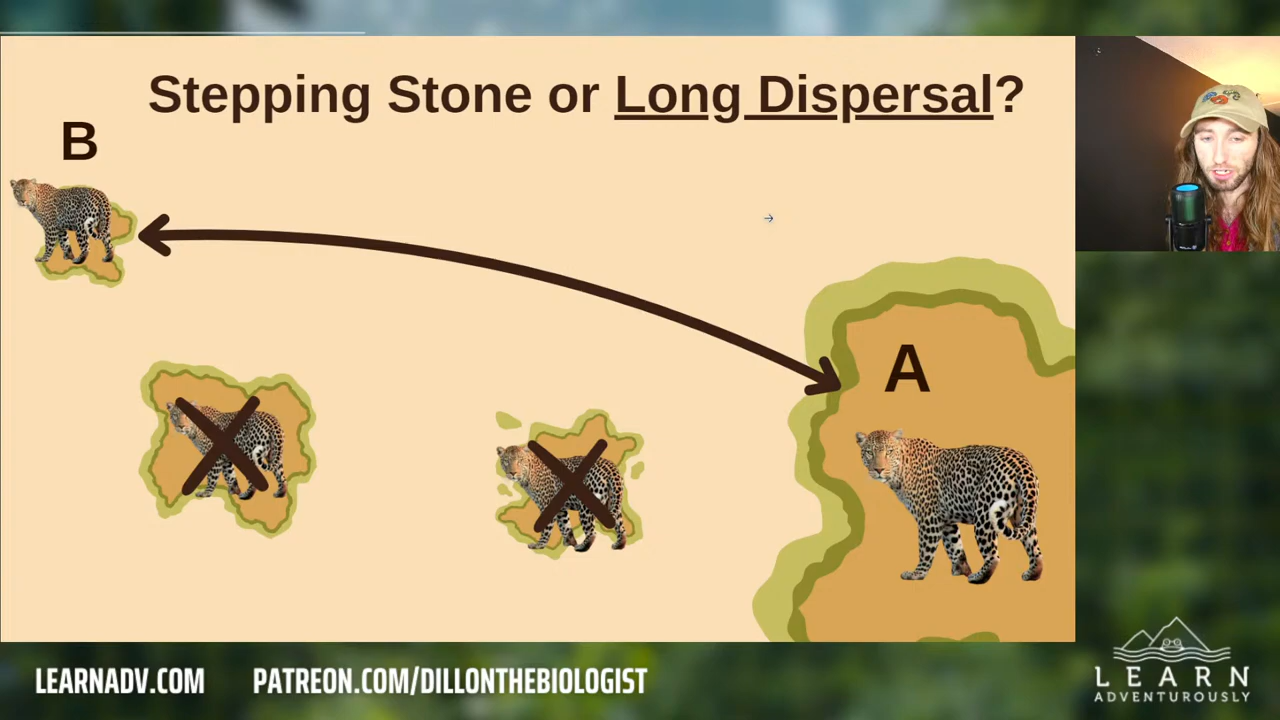 Stepping Stone or Long Dispersal?
B
A
LEARNADV.COM
PATREON.COM/DILLONTHEBIOLOGIST
LEARN
ADVENTUROUSLY